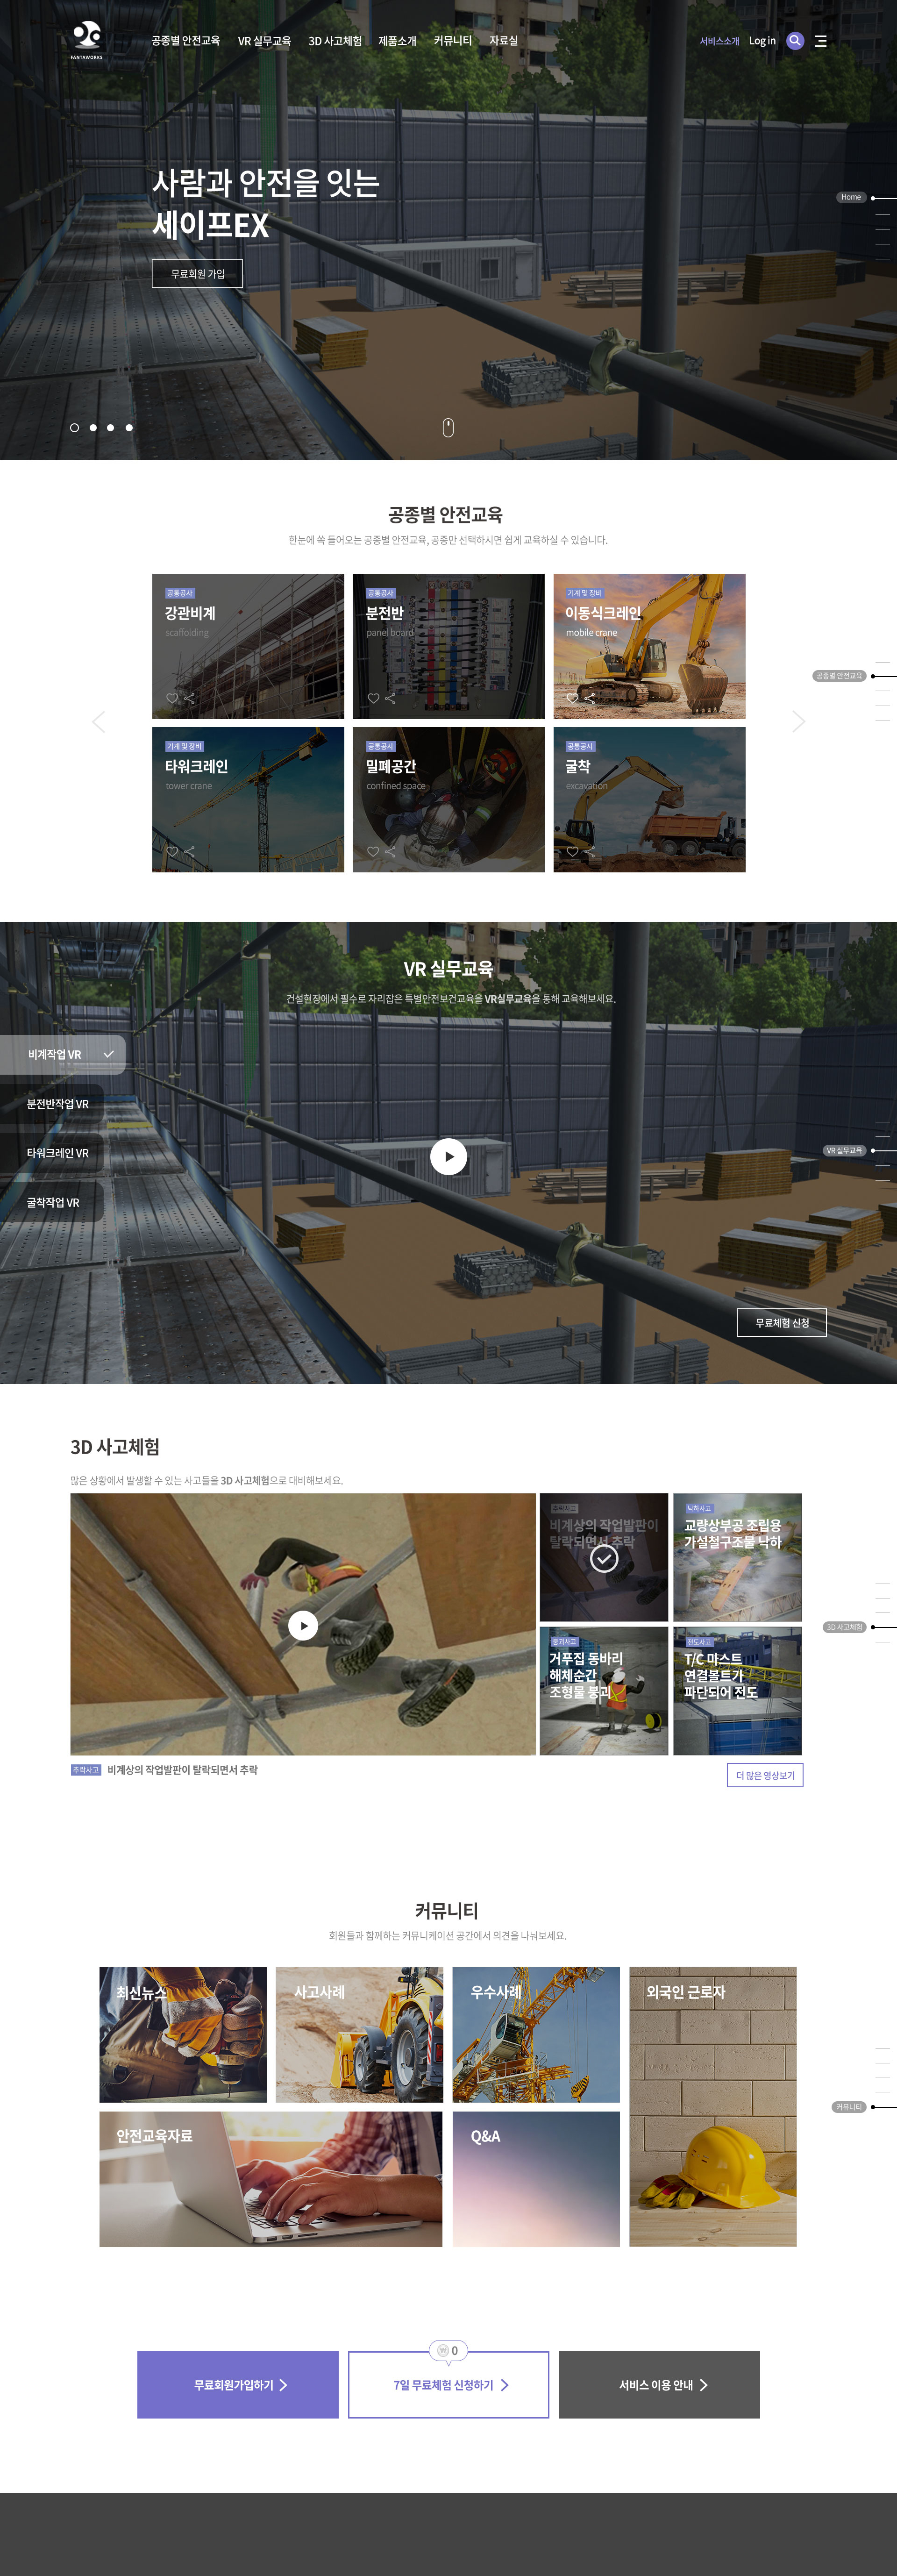 FANTAWORKS
공종별 안전교육
VR 실무교육
3D 사고체험
제품소개
커뮤니티
자료실
서비스소개
Log in
사람과 안전을 잇는
세이프EX
무료회원 가입
Home
공종별 안전교육
한눈에 쏙 들어오는 공종별 안전교육, 공종만 선택하시면 쉽게 교육하실 수 있습니다.
공통공사
강관비계
scaffolding
공통공사
분전반
panel board
기계 및 장비
이동식크레인
mobile crane
공종별 안전교육
기계 및 장비
타워크레인
tower crane
공통공사
밀폐공간
confined space
공통공사
굴착
excavation
VR 실무교육
건설현장에서 필수로 자리잡은 특별안전보건교육을 VR실무교육을 통해 교육해보세요.
비계작업 VR
분전반작업 VR
타워크레인 VR
굴착작업 VR
VR 실무교육
무료체험 신청
3D 사고체험
많은 상황에서 발생할 수 있는 사고들을 3D 사고체험으로 대비해보세요.
추락사고
비계상의 작업발판이
탈락되면서 추락
낙하사고
교량상부공 조립용
가설철구조물 낙하
3D 사고체험
붕괴사고
거푸집 동바리
해체순간
조형물 붕괴
전도사고
T/C 마스트
연결볼트가
파단되어 전도
추락사고
비계상의 작업발판이 탈락되면서 추락
더 많은 영상보기
커뮤니티
회원들과 함께하는 커뮤니케이션 공간에서 의견을 나눠보세요.
최신뉴스
사고사례
우수사례
외국인 근로자
커뮤니티
안전교육자료
Q&A
₩ 0
무료회원가입하기
7일 무료체험 신청하기
서비스 이용 안내